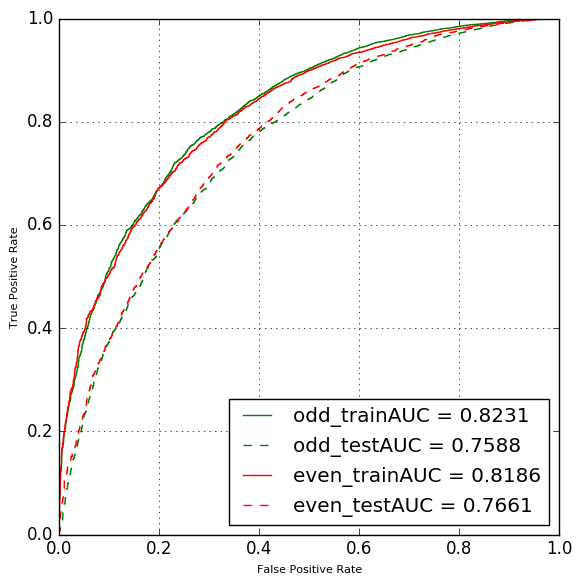 1.0
0.8
0.6
0.4
0.2
0.0
True Positive Rate
odd_trainAUC = 0.8231
odd_testAUC = 0.7588
even_trainAUC = 0.8186
even_testAUC = 0.7661
0.0 0.2 0.4 0.6 0.8 1.0
False Positive Rate